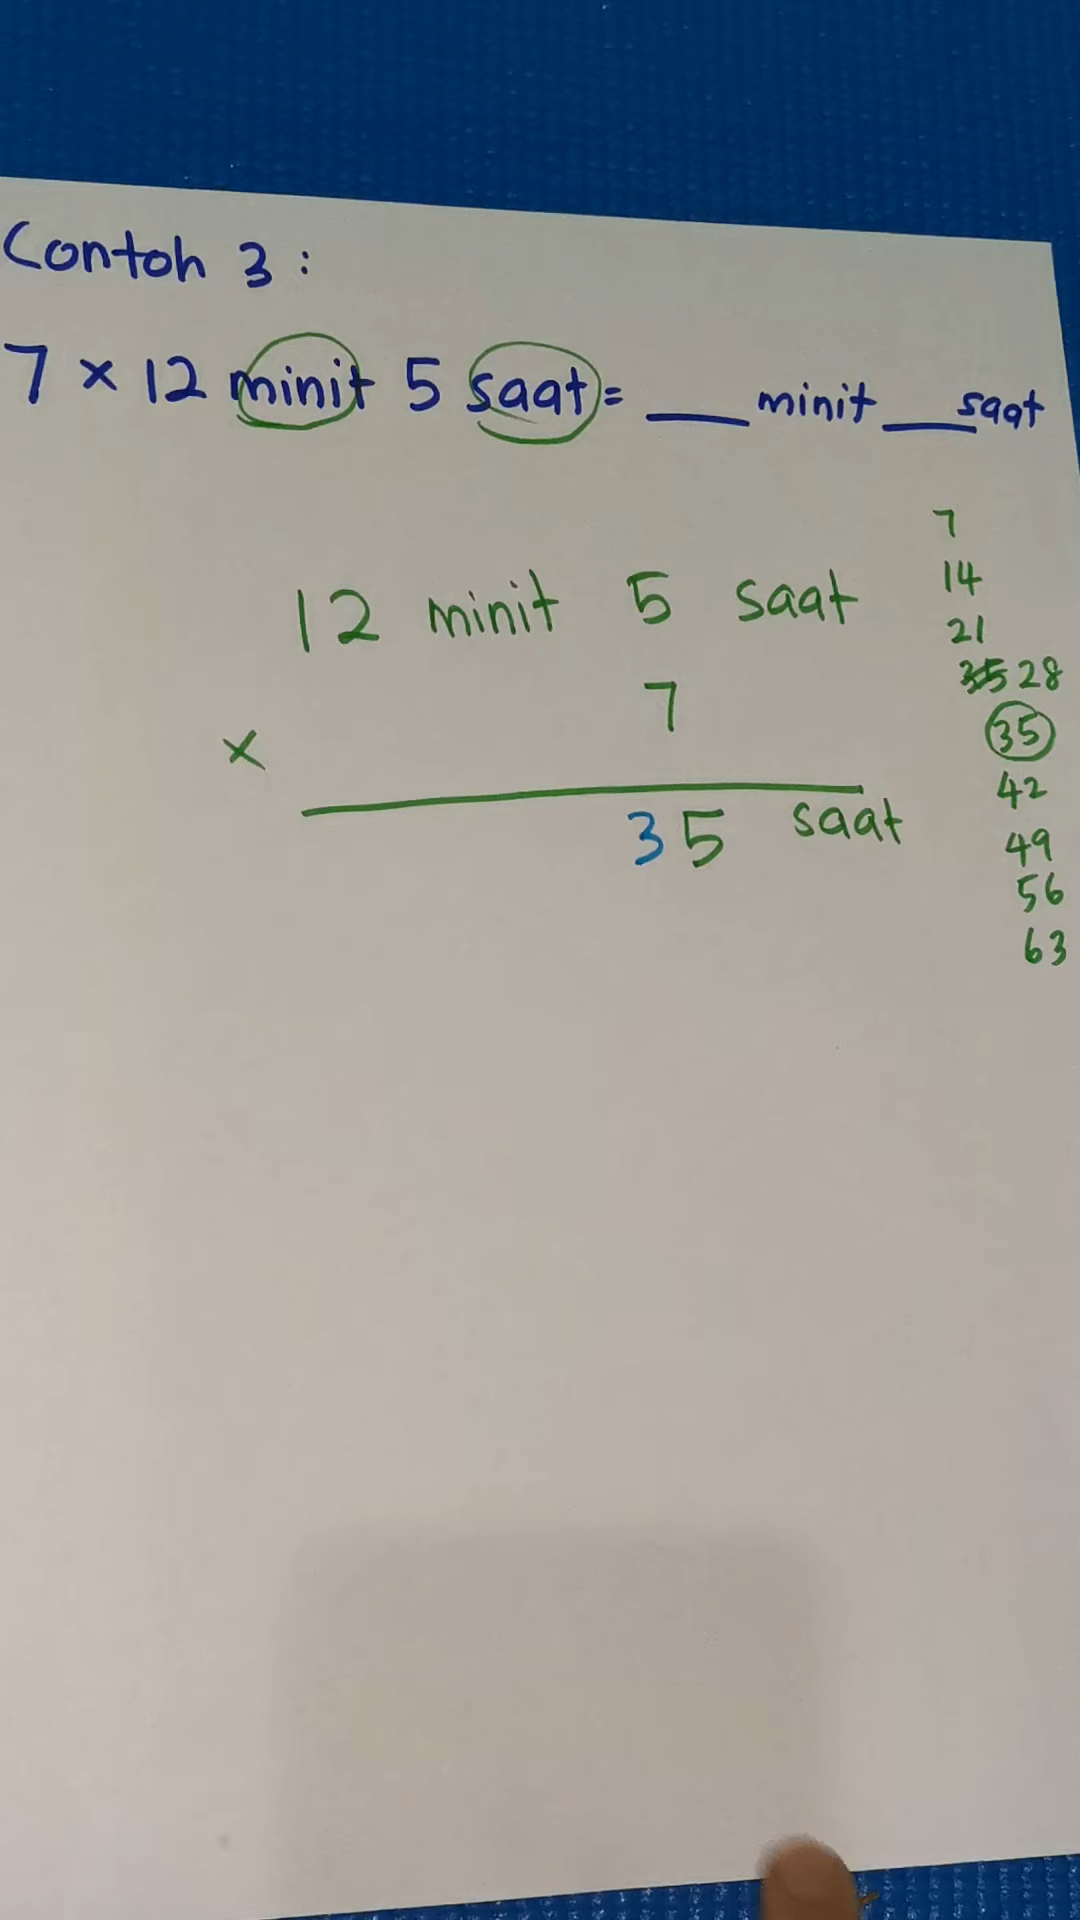 Contoh 3 :
7 × 12 minit 5 saat = ___ minit ___ saat
12 minit 5 saat
7
×
35 saat
7
14
21
35 28
35
42
49
56
63